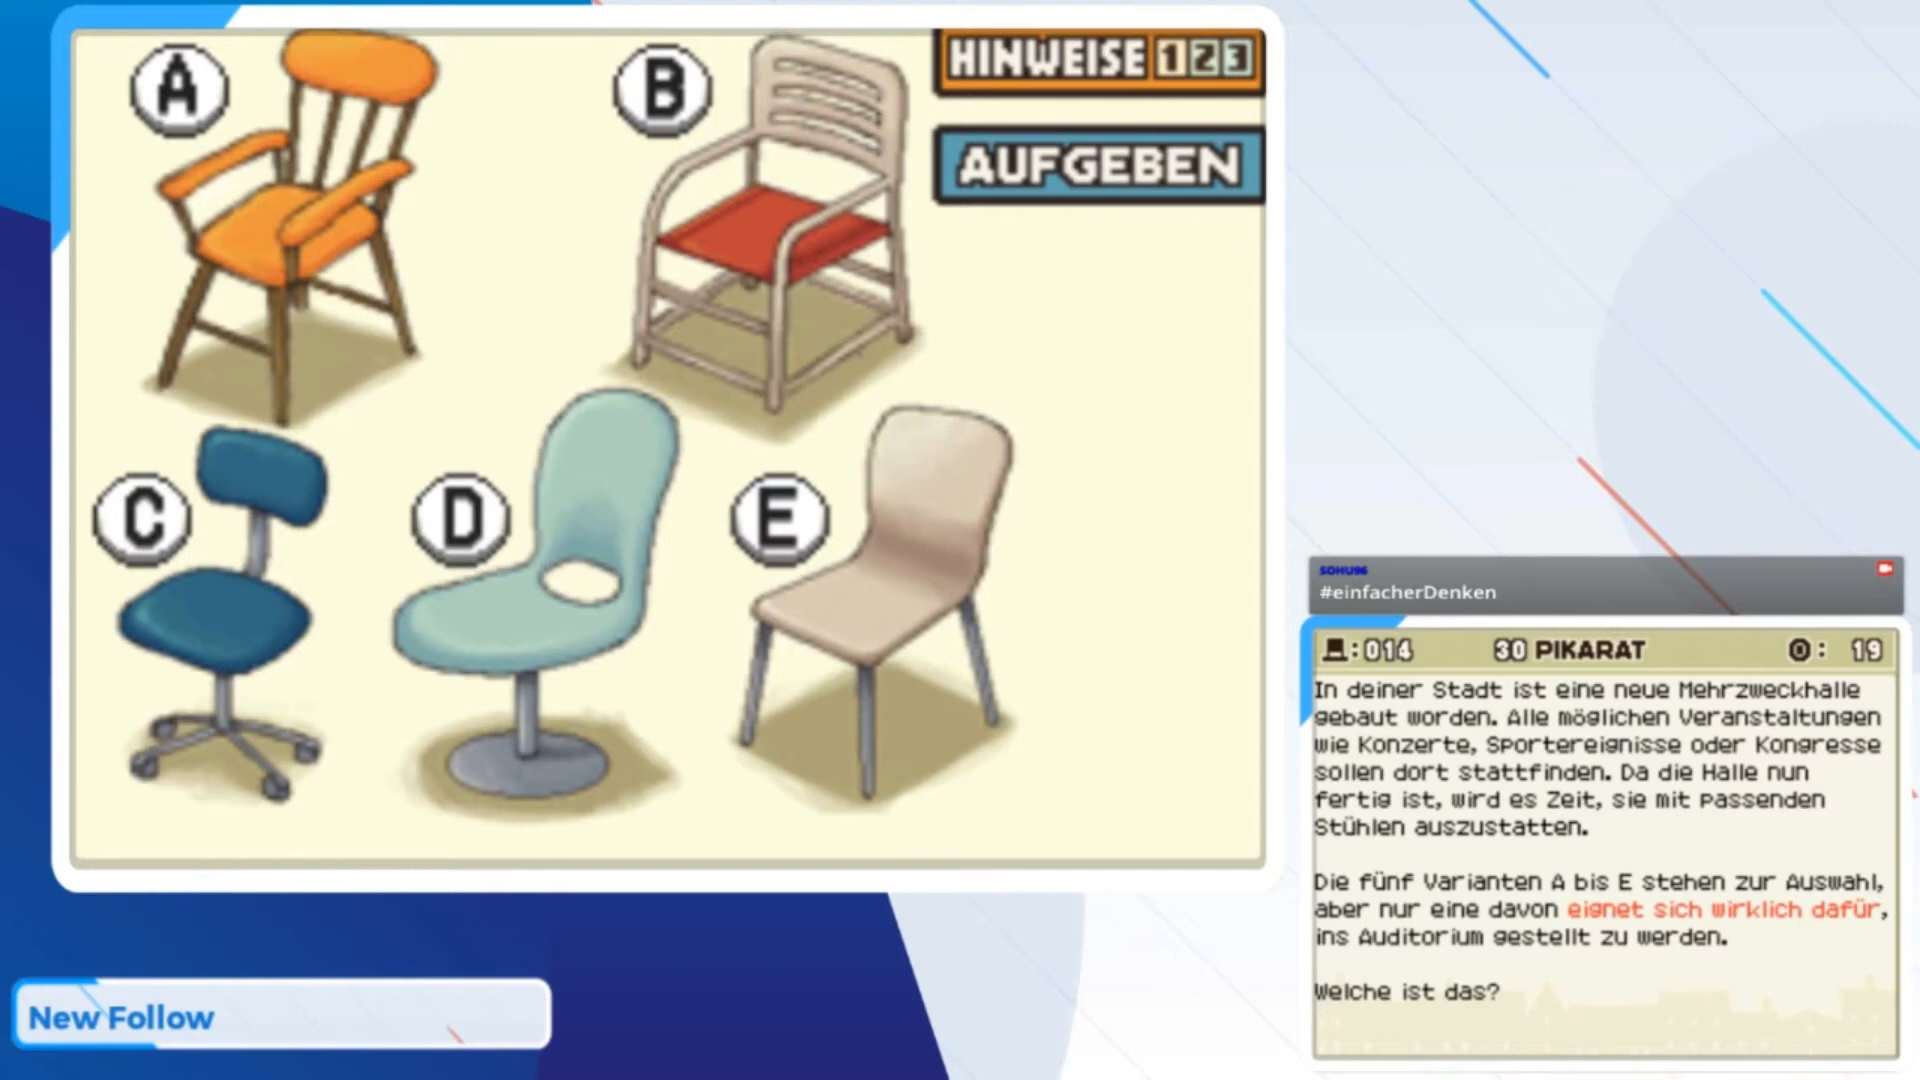 A
B
HINWEISE 1 2 3
AUFGEBEN
C
D
E
SOHU96
#einfacherDenken
:014 30 PIKARAT : 19
In deiner Stadt ist eine neue Mehrzweckhalle
gebaut worden. Alle möglichen Veranstaltungen
wie Konzerte, Sportereignisse oder Kongresse
sollen dort stattfinden. Da die Halle nun
fertig ist, wird es Zeit, sie mit passenden
Stühlen auszustatten.
Die fünf Varianten A bis E stehen zur Auswahl,
aber nur eine davon eignet sich wirklich dafür,
ins Auditorium gestellt zu werden.
Welche ist das?
New Follow